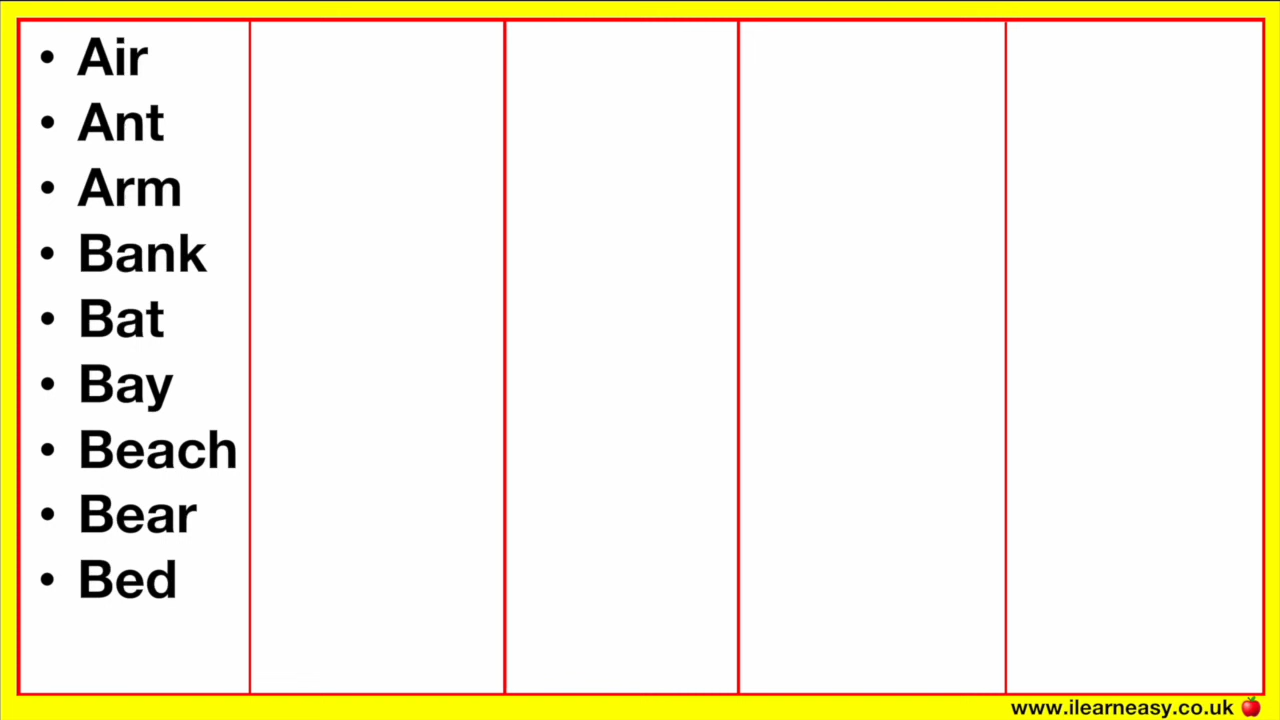 • Air
• Ant
• Arm
• Bank
• Bat
• Bay
• Beach
• Bear
• Bed
www.ilearneasy.co.uk